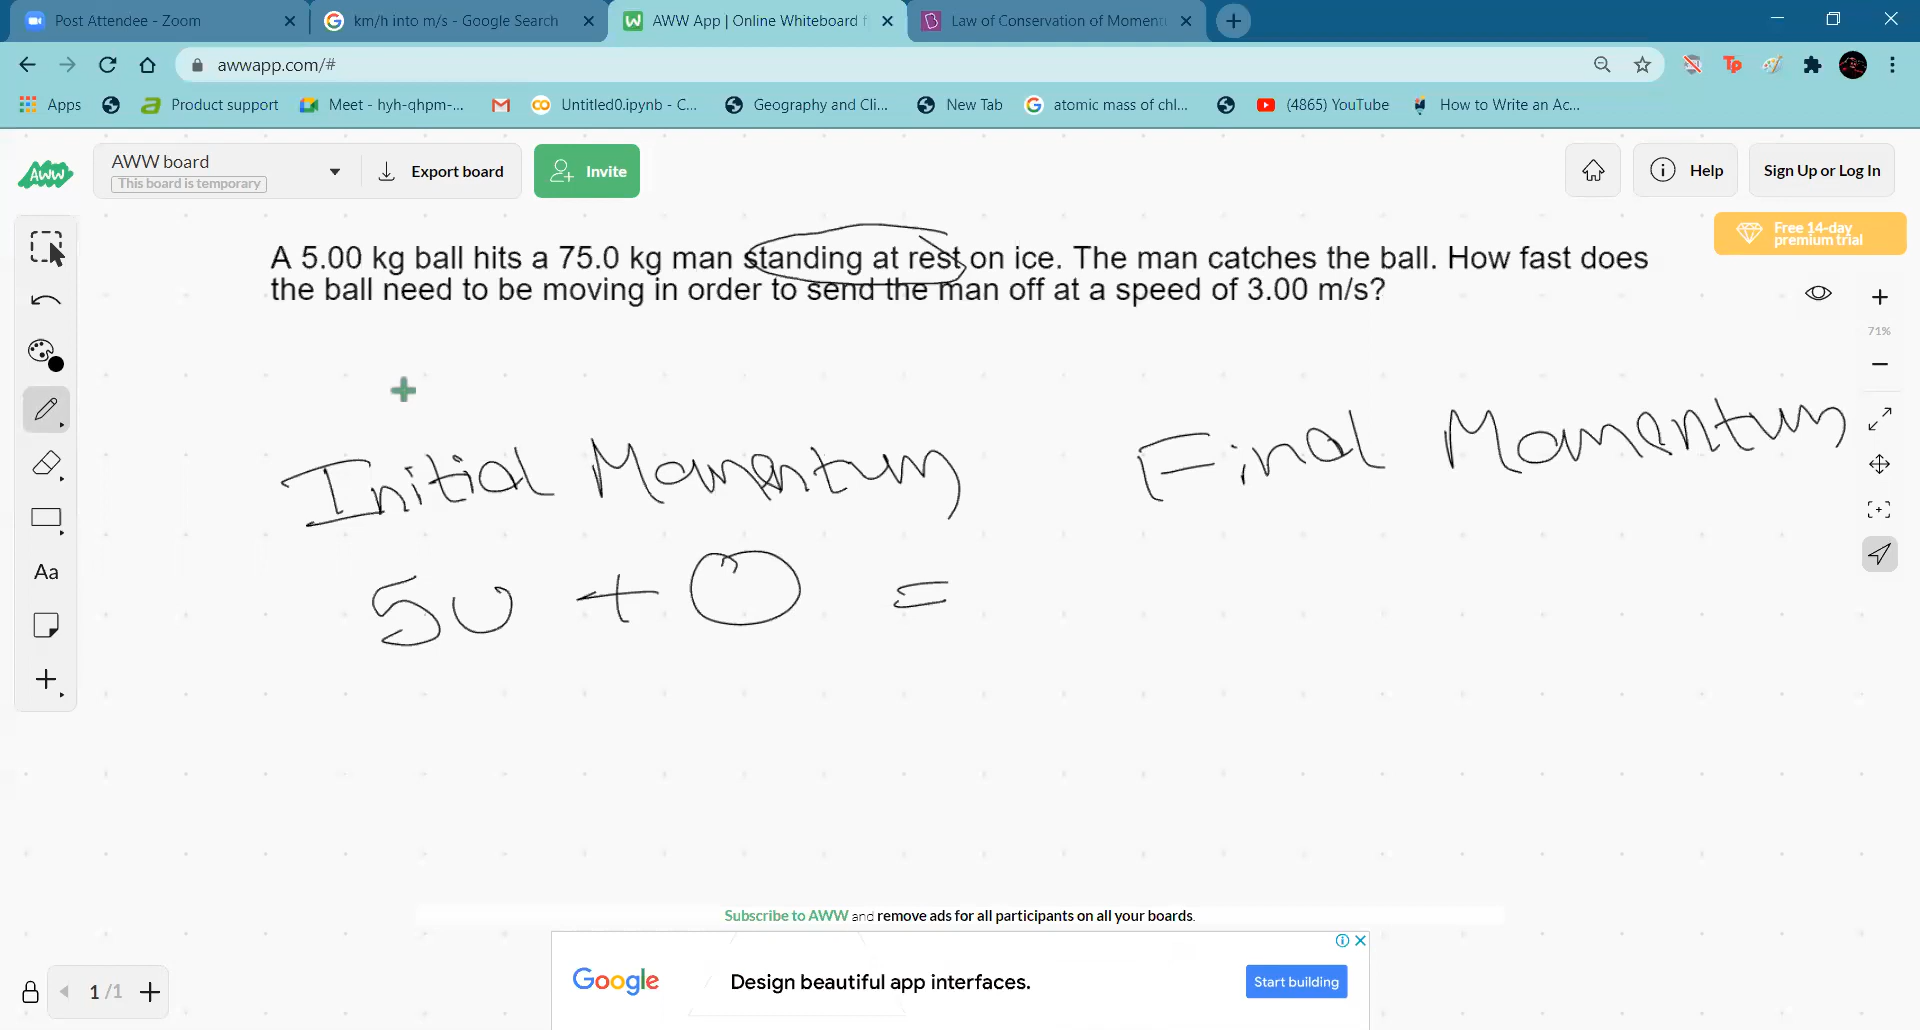 Post Attendee - Zoom
km/h into m/s - Google Search
AWW App | Online Whiteboard f
Law of Conservation of Moment
awwapp.com/#
Apps
Product support
Meet - hyh-qhpm-...
Untitled0.ipynb - C...
Geography and Cli...
New Tab
atomic mass of chl...
(4865) YouTube
How to Write an Ac...
AWW
AWW board
This board is temporary
Export board
Invite
Help
Sign Up or Log In
Free 14-day
premium trial
A 5.00 kg ball hits a 75.0 kg man standing at rest on ice. The man catches the ball. How fast does
the ball need to be moving in order to send the man off at a speed of 3.00 m/s?
71%
Initial Momentum
Final Momentum
5u + 0 =
Aa
Subscribe to AWW and remove ads for all participants on all your boards.
Google
Design beautiful app interfaces.
Start building
1 /1